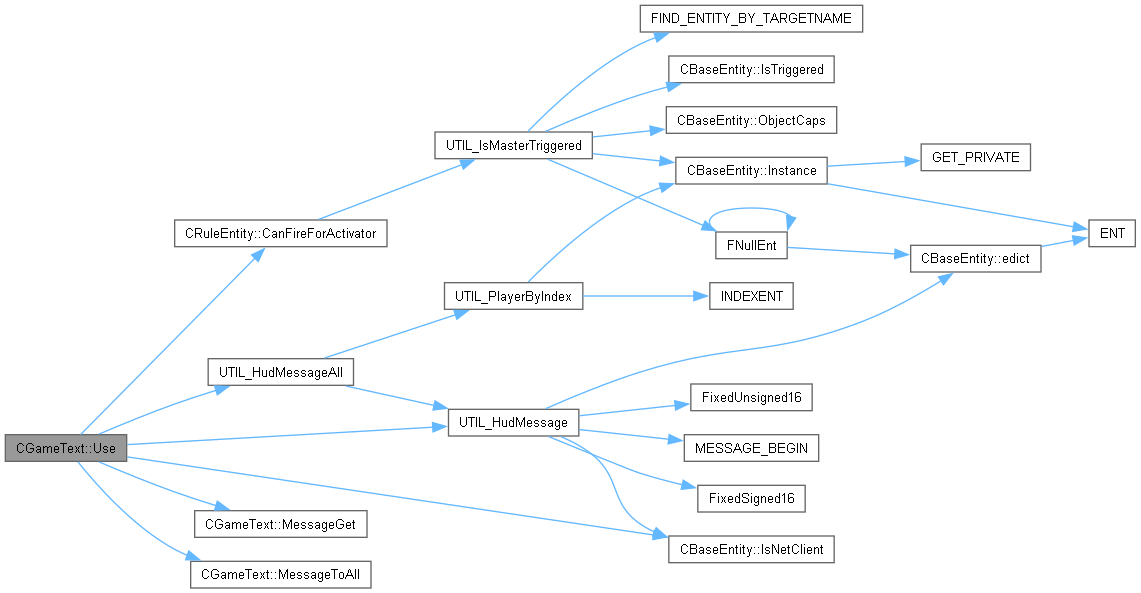 FIND_ENTITY_BY_TARGETNAME
CBaseEntity::IsTriggered
CBaseEntity::ObjectCaps
UTIL_IsMasterTriggered
GET_PRIVATE
CBaseEntity::Instance
CRuleEntity::CanFireForActivator
ENT
FNullEnt
CBaseEntity::edict
UTIL_PlayerByIndex
INDEXENT
UTIL_HudMessageAll
FixedUnsigned16
UTIL_HudMessage
CGameText::Use
MESSAGE_BEGIN
FixedSigned16
CGameText::MessageGet
CBaseEntity::IsNetClient
CGameText::MessageToAll